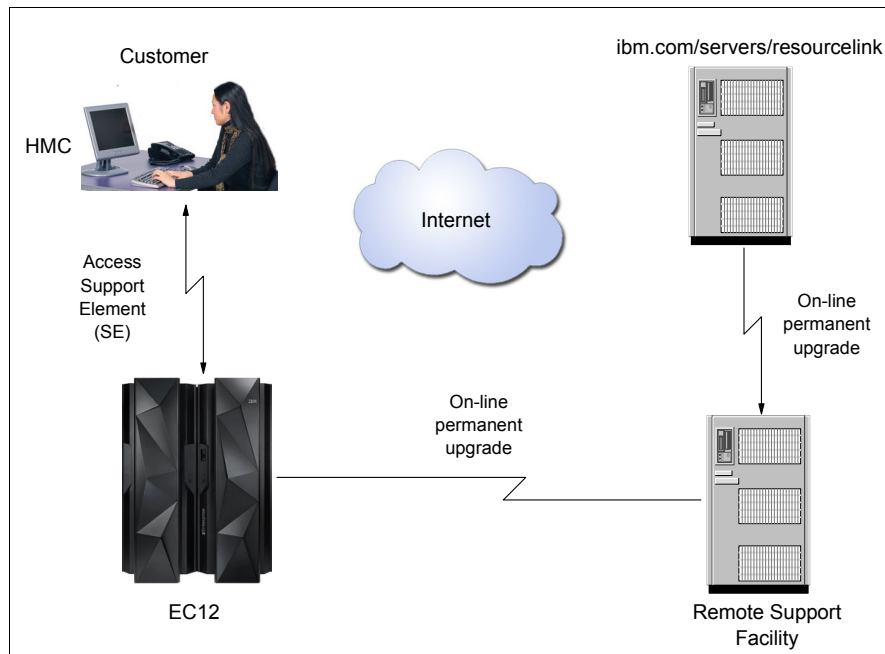 Customer
ibm.com/servers/resourcelink
HMC
Internet
Access
Support
Element
(SE)
On-line
permanent
upgrade
On-line
permanent
upgrade
EC12
Remote Support
Facility